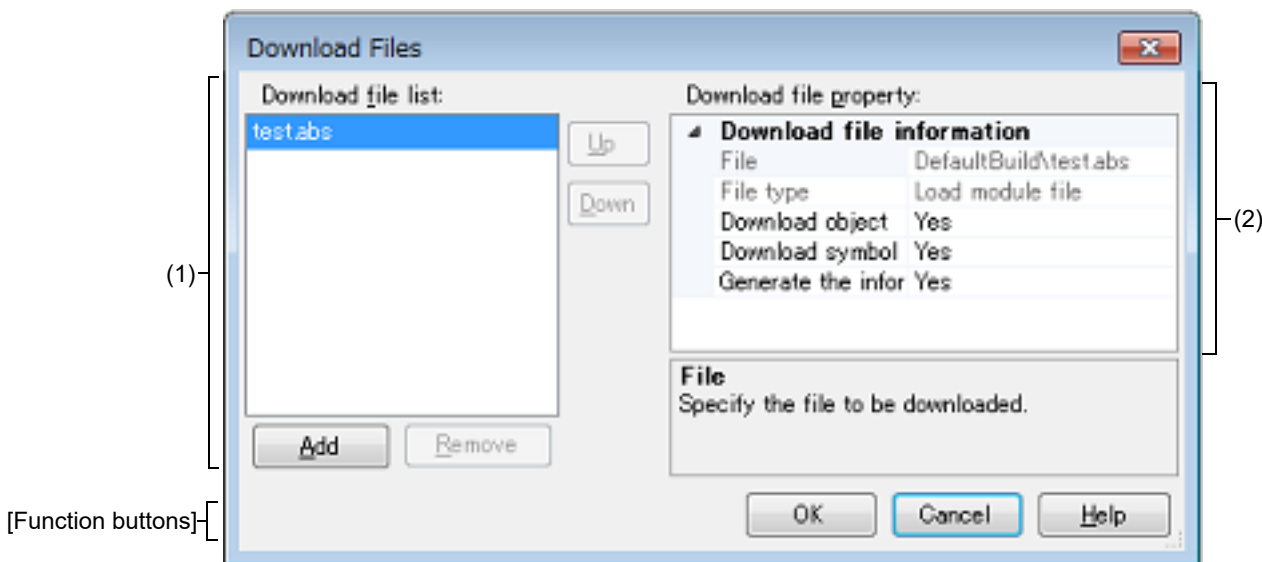 Download Files
Download file list:
test.abs
Up
Down
Add
Remove
(1)
Download file property:
Download file information
File DefaultBuild\test.abs
File type Load module file
Download object Yes
Download symbol Yes
Generate the infor Yes
(2)
File
Specify the file to be downloaded.
[Function buttons]
OK Cancel Help